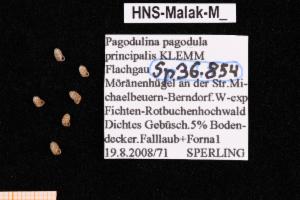 HNS-Malak-M_
Pagodulina pagodula
principalis KLEMM
Flachgau Sp36.854
Moränenhügel an der Str.Mi-
chaelbeuern-Berndorf.W-exp
Fichten-Rotbuchenhochwald
Dichtes Gebüsch.5% Boden-
decker.Falllaub+Forna1
19.8.2008/71 SPERLING